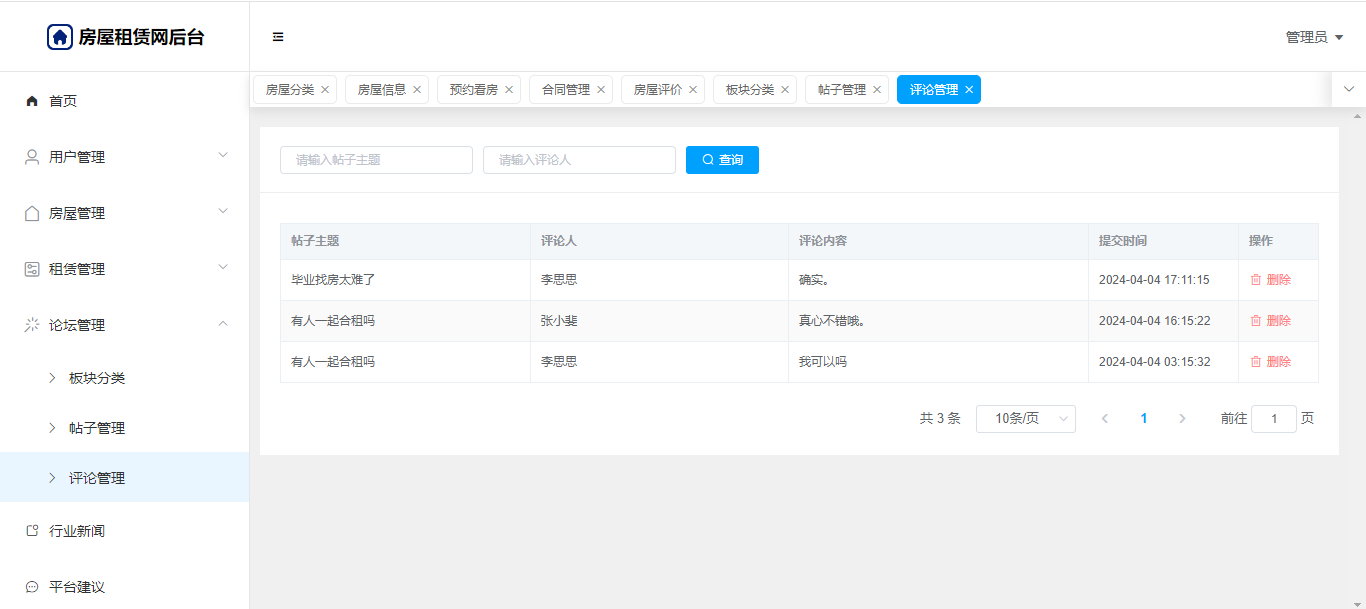 房屋租赁网后台
管理员
首页
用户管理
房屋管理
租赁管理
论坛管理
板块分类
帖子管理
评论管理
行业新闻
平台建议
房屋分类 房屋信息 预约看房 合同管理 房屋评价 板块分类 帖子管理 评论管理
请输入帖子主题 请输入评论人 查询
帖子主题 评论人 评论内容 提交时间 操作
毕业找房太难了 李思思 确实。 2024-04-04 17:11:15 删除
有人一起合租吗 张小斐 真心不错哦。 2024-04-04 16:15:22 删除
有人一起合租吗 李思思 我可以吗 2024-04-04 03:15:32 删除
共 3 条 10条/页 1 前往 1 页